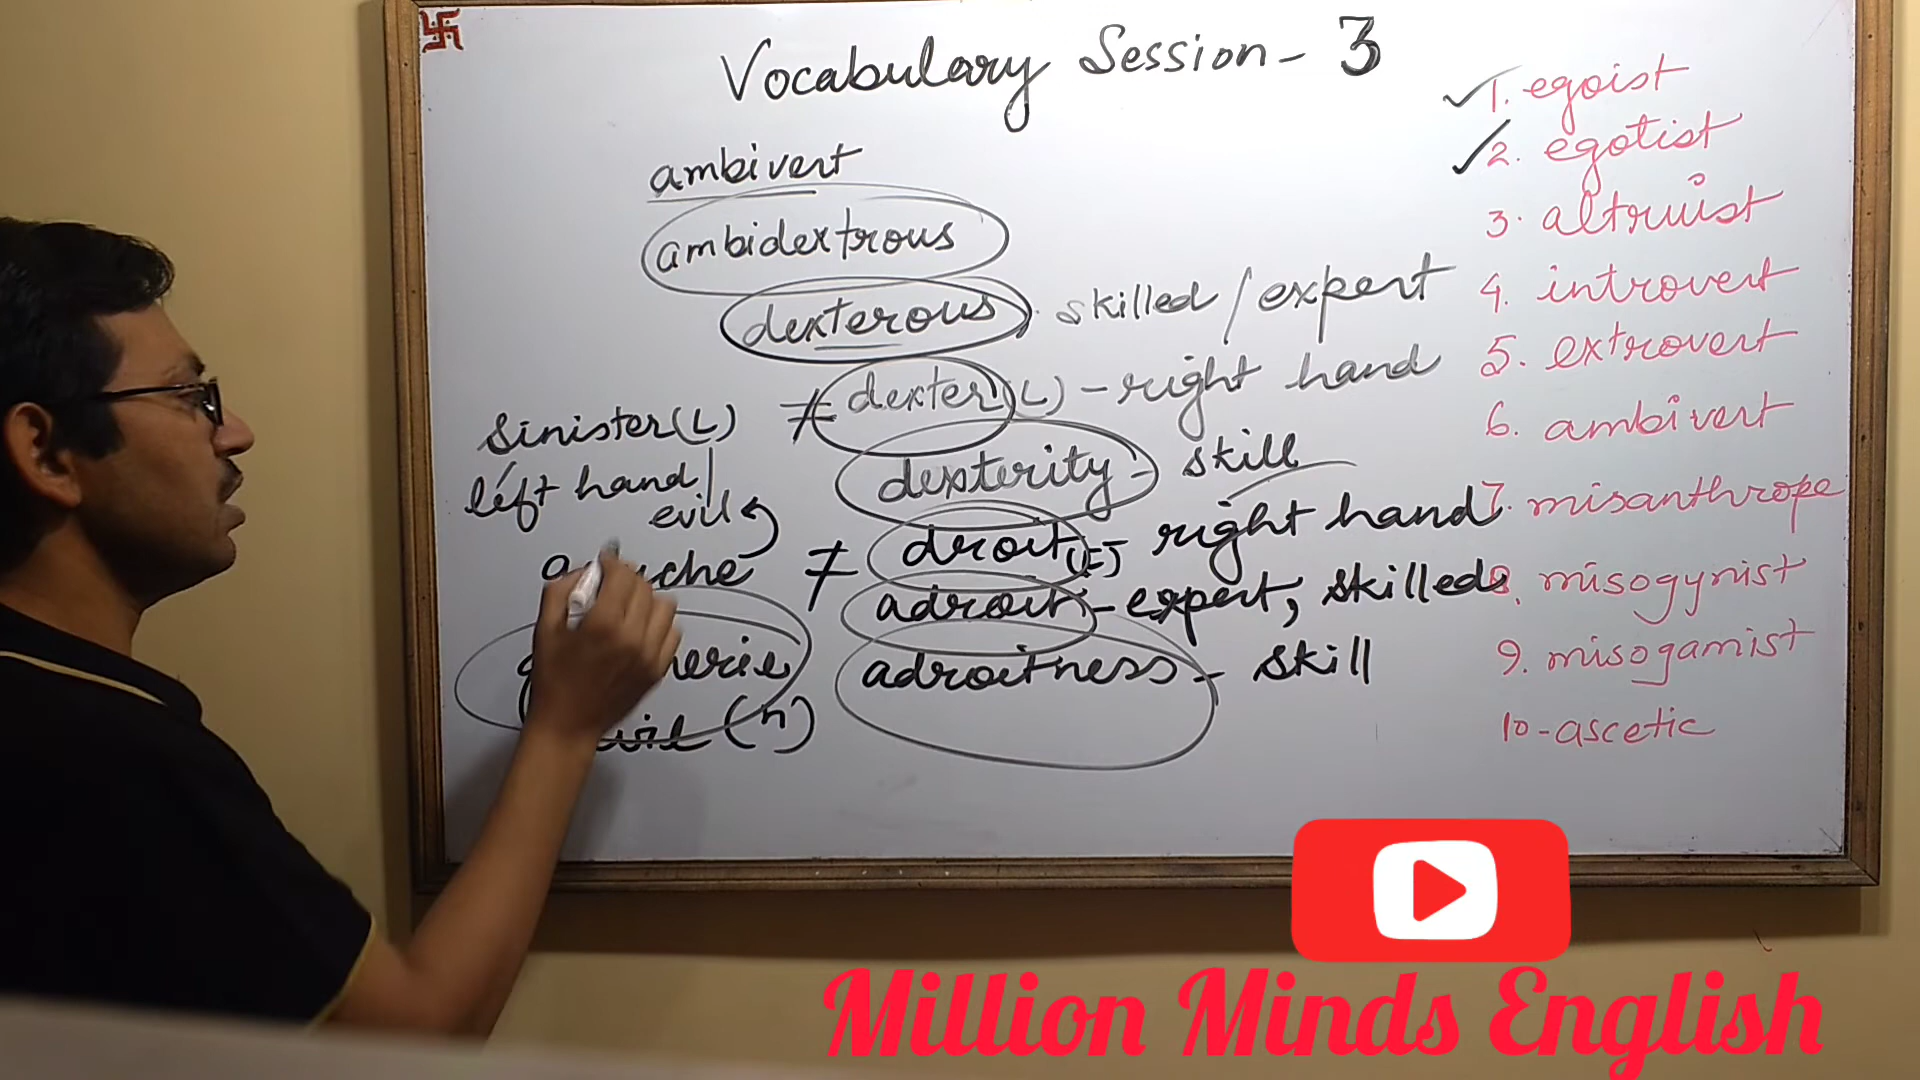 Vocabulary Session - 3
ambivert
ambidextrous
dexterous. skilled / expert
sinister (L) ≠ dexter (L) - right hand
left hand
evil
dexterity - skill
≠ droit (F) - right hand
adroit - expert, skilled
adroitness - skill
(n)
1. egoist
2. egotist
3. altruist
4. introvert
5. extrovert
6. ambivert
7. misanthrope
8. misogynist
9. misogamist
10 - ascetic
Million Minds English